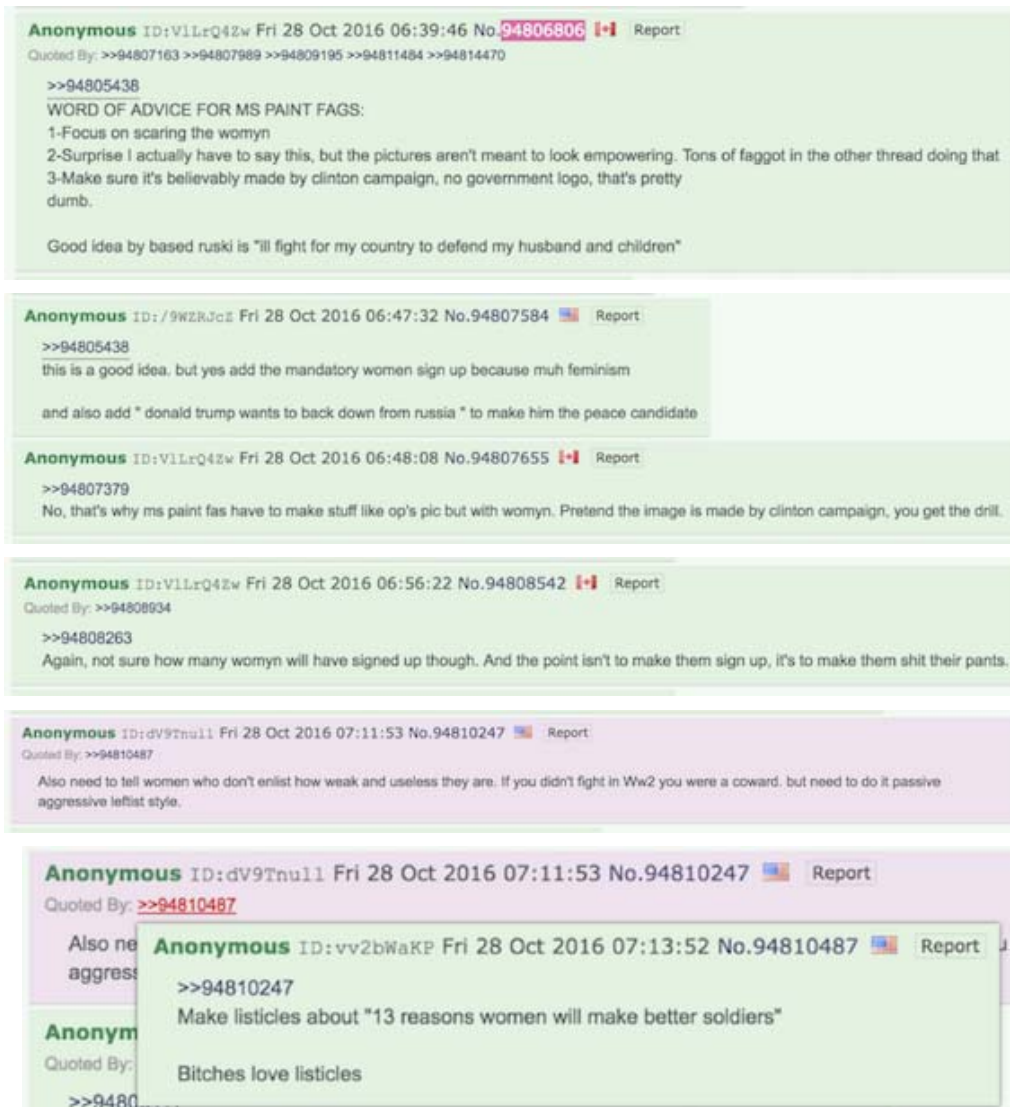 Anonymous ID:V1LrQ4Zw Fri 28 Oct 2016 06:39:46 No.94806806 Report
Quoted By: >>94807163 >>94807989 >>94809195 >>94811484 >>94814470
>>94805438
WORD OF ADVICE FOR MS PAINT FAGS:
1-Focus on scaring the womyn
2-Surprise I actually have to say this, but the pictures aren't meant to look empowering. Tons of faggot in the other thread doing that
3-Make sure it's believably made by clinton campaign, no government logo, that's pretty
dumb.
Good idea by based ruski is "ill fight for my country to defend my husband and children"
Anonymous ID:/9WZRJcZ Fri 28 Oct 2016 06:47:32 No.94807584 Report
>>94805438
this is a good idea. but yes add the mandatory women sign up because muh feminism
and also add " donald trump wants to back down from russia " to make him the peace candidate
Anonymous ID:V1LrQ4Zw Fri 28 Oct 2016 06:48:08 No.94807655 Report
>>94807379
No, that's why ms paint fas have to make stuff like op's pic but with womyn. Pretend the image is made by clinton campaign, you get the drill.
Anonymous ID:V1LrQ4Zw Fri 28 Oct 2016 06:56:22 No.94808542 Report
Quoted By: >>94808934
>>94808263
Again, not sure how many womyn will have signed up though. And the point isn't to make them sign up, it's to make them shit their pants.
Anonymous ID:dV9Tnu11 Fri 28 Oct 2016 07:11:53 No.94810247 Report
Quoted By: >>94810487
Also need to tell women who don't enlist how weak and useless they are. If you didn't fight in Ww2 you were a coward. but need to do it passive
aggressive leftist style.
Anonymous ID:dV9Tnu11 Fri 28 Oct 2016 07:11:53 No.94810247 Report
Quoted By: >>94810487
Also ne
aggress
Anonymous ID:vv2bWaKP Fri 28 Oct 2016 07:13:52 No.94810487 Report
>>94810247
Make listicles about "13 reasons women will make better soldiers"
Bitches love listicles
Anonym
Quoted By:
>>9480